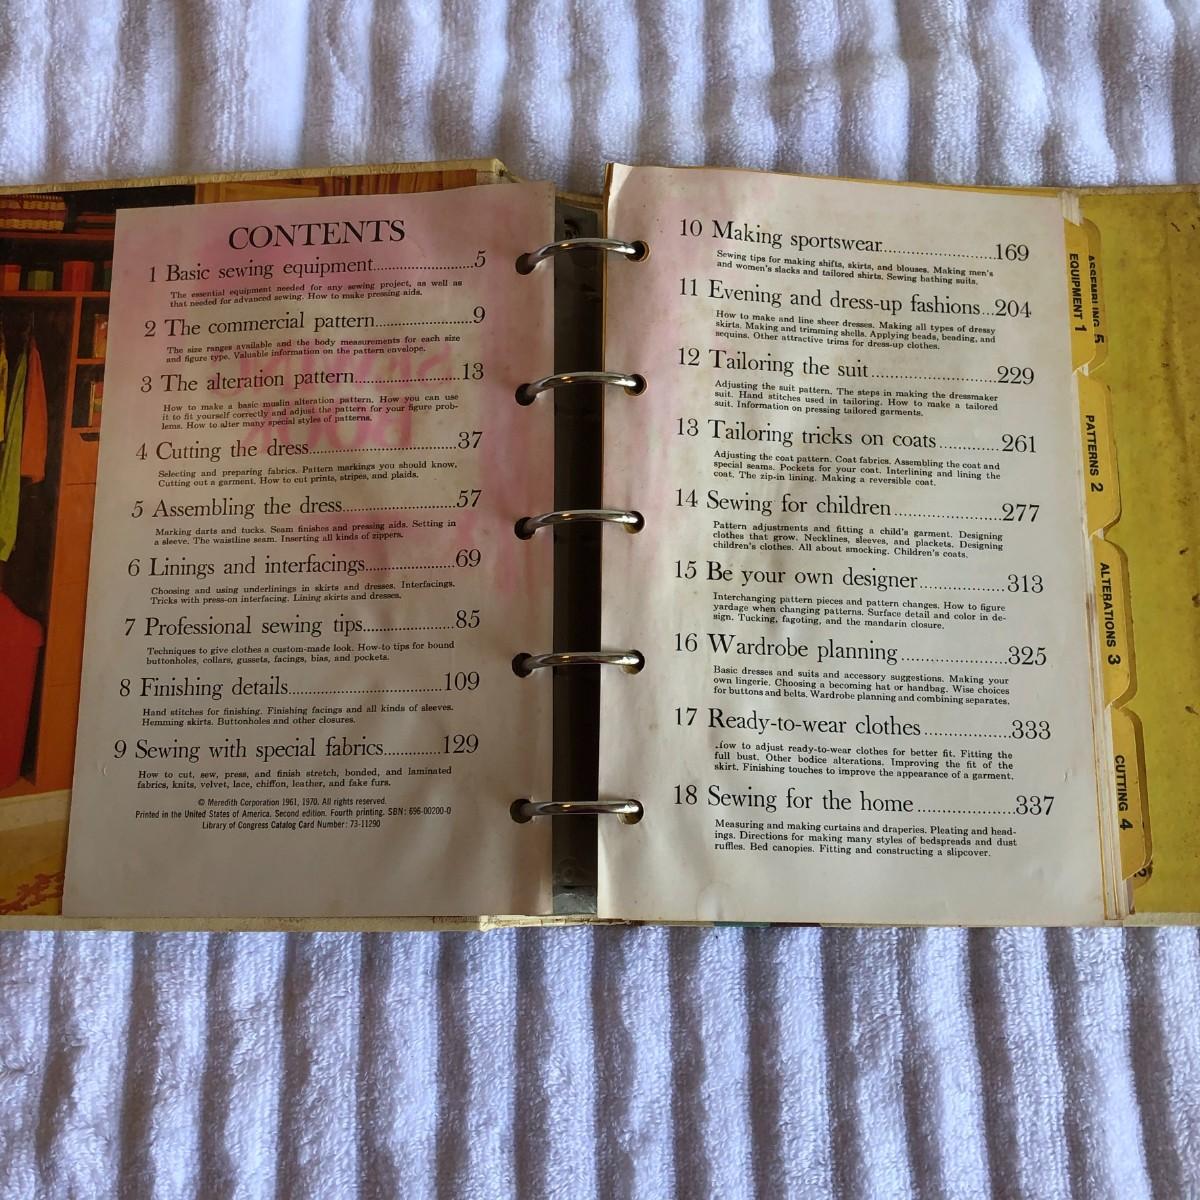 CONTENTS
1 Basic sewing equipment........................5
The essential equipment needed for any sewing project, as well as
that needed for advanced sewing. How to make pressing aids.
2 The commercial pattern........................9
The size ranges available and the body measurements for each size
and figure type. Valuable information on the pattern envelope.
3 The alteration pattern........................13
How to make a basic muslin alteration pattern. How you can use
it to fit yourself correctly and adjust the pattern for your figure prob-
lems. How to alter many special styles of patterns.
4 Cutting the dress..............................37
Selecting and preparing fabrics. Pattern markings you should know.
Cutting out a garment. How to cut prints, stripes, and plaids.
5 Assembling the dress........................57
Marking darts and tucks. Seam finishes and pressing aids. Setting in
a sleeve. The waistline seam. Inserting all kinds of zippers.
6 Linings and interfacings....................69
Choosing and using underlinings in skirts and dresses. Interfacings.
Tricks with press-on interfacing. Lining skirts and dresses.
7 Professional sewing tips....................85
Techniques to give clothes a custom-made look. How-to tips for bound
buttonholes, collars, gussets, facings, bias, and pockets.
8 Finishing details..............................109
Hand stitches for finishing. Finishing facings and all kinds of sleeves.
Hemming skirts. Buttonholes and other closures.
9 Sewing with special fabrics............129
How to cut, sew, press, and finish stretch, bonded, and laminated
fabrics, knits, velvet, lace, chiffon, leather, and fake furs.
© Meredith Corporation 1961, 1970. All rights reserved.
Printed in the United States of America. Second edition. Fourth printing. SBN: 696-00200-0
Library of Congress Catalog Card Number: 73-11290
10 Making sportswear........................169
Sewing tips for making shifts, skirts, and blouses. Making men's
and women's slacks and tailored shirts. Sewing bathing suits.
11 Evening and dress-up fashions...204
How to make and line sheer dresses. Making all types of dressy
skirts. Making and trimming shells. Applying beads, beading, and
sequins. Other attractive trims for dress-up clothes.
12 Tailoring the suit........................229
Adjusting the suit pattern. The steps in making the dressmaker
suit. Hand stitches used in tailoring. How to make a tailored
suit. Information on pressing tailored garments.
13 Tailoring tricks on coats............261
Adjusting the coat pattern. Coat fabrics. Assembling the coat and
special seams. Pockets for your coat. Interlining and lining the
coat. The zip-in lining. Making a reversible coat.
14 Sewing for children....................277
Pattern adjustments and fitting a child's garment. Designing
clothes that grow. Necklines, sleeves, and plackets. Designing
children's clothes. All about smocking. Children's coats.
15 Be your own designer................313
Interchanging pattern pieces and pattern changes. How to figure
yardage when changing patterns. Surface detail and color in de-
sign. Tucking, fagoting, and the mandarin closure.
16 Wardrobe planning....................325
Basic dresses and suits and accessory suggestions. Making your
own lingerie. Choosing a becoming hat or handbag. Wise choices
for buttons and belts. Wardrobe planning and combining separates.
17 Ready-to-wear clothes................333
How to adjust ready-to-wear clothes for better fit. Fitting the
full bust. Other bodice alterations. Improving the fit of the
skirt. Finishing touches to improve the appearance of a garment.
18 Sewing for the home..................337
Measuring and making curtains and draperies. Pleating and head-
ings. Directions for making many styles of bedspreads and dust
ruffles. Bed canopies. Fitting and constructing a slipcover.
ASSEMBLING 5
EQUIPMENT 1
PATTERNS 2
ALTERATIONS 3
CUTTING 4